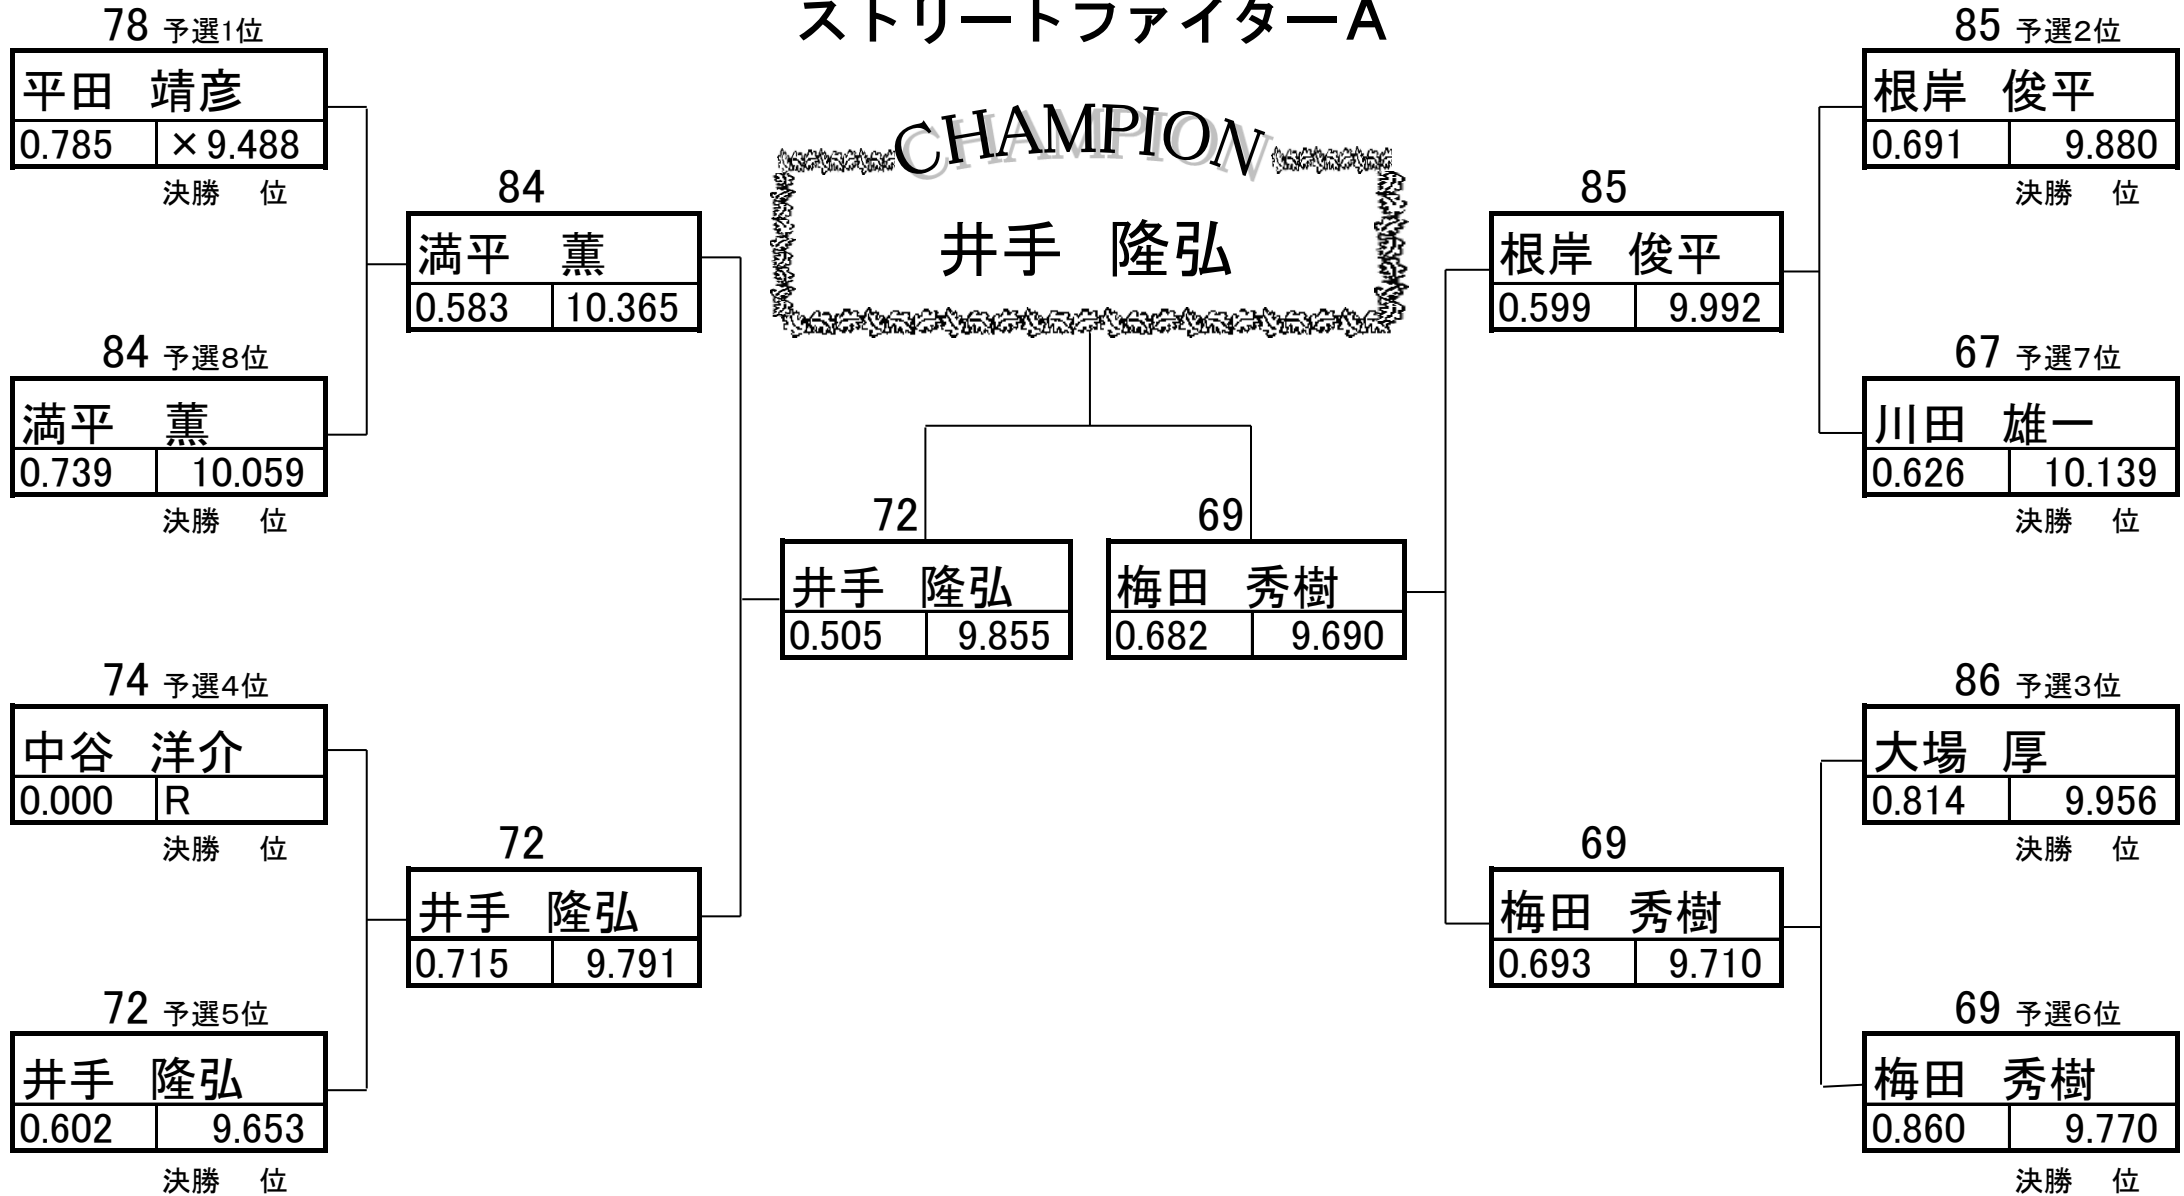 ストリートファイターA
78 予選1位
平田 靖彦
0.785 ×9.488
決勝 位
84 予選8位
満平 薫
0.739 10.059
決勝 位
74 予選4位
中谷 洋介
0.000 R
決勝 位
72 予選5位
井手 隆弘
0.602 9.653
決勝 位
84
満平 薫
0.583 10.365
72
井手 隆弘
0.715 9.791
CHAMPION
井手 隆弘
72
井手 隆弘
0.505 9.855
69
梅田 秀樹
0.682 9.690
85
根岸 俊平
0.599 9.992
69
梅田 秀樹
0.693 9.710
85 予選2位
根岸 俊平
0.691 9.880
決勝 位
67 予選7位
川田 雄一
0.626 10.139
決勝 位
86 予選3位
大場 厚
0.814 9.956
決勝 位
69 予選6位
梅田 秀樹
0.860 9.770
決勝 位